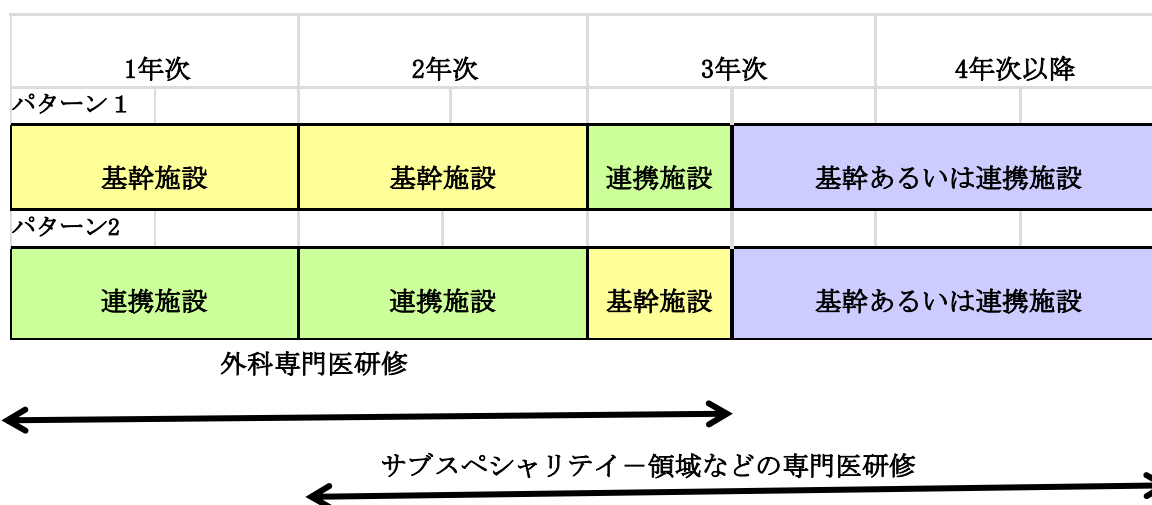 1年次 2年次 3年次 4年次以降
パターン１
基幹施設 基幹施設 連携施設 基幹あるいは連携施設
パターン2
連携施設 連携施設 基幹施設 基幹あるいは連携施設
外科専門医研修
サブスペシャリテイー領域などの専門医研修